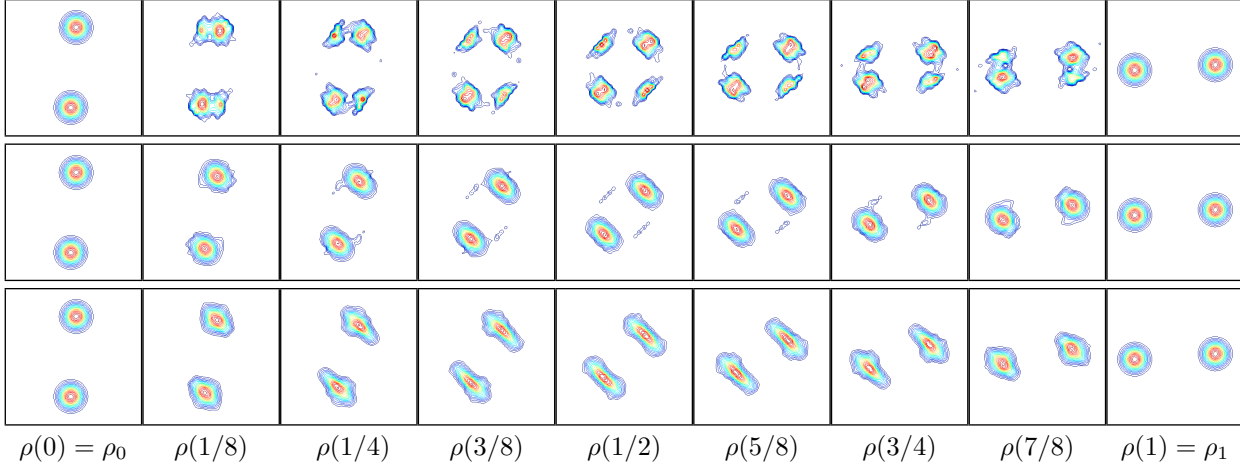 ρ(0) = ρ₀ ρ(1/8) ρ(1/4) ρ(3/8) ρ(1/2) ρ(5/8) ρ(3/4) ρ(7/8) ρ(1) = ρ₁